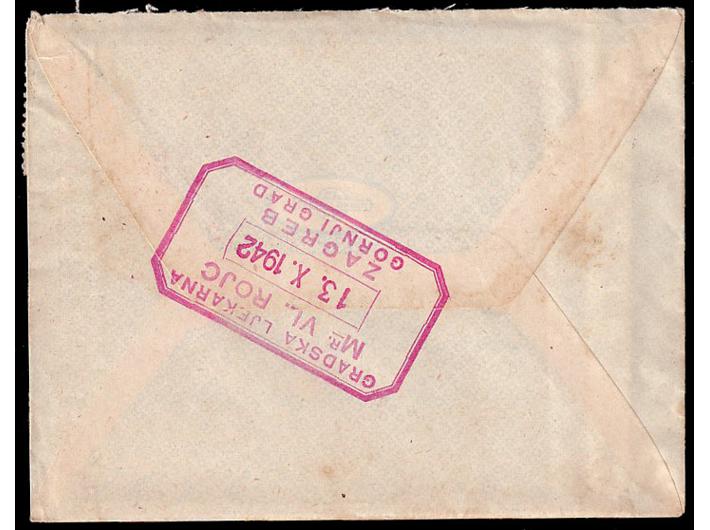 GRADSKA LJEKARNA
MR. VL. ROJC
13. X. 1942
ZAGREB
GORNJI GRAD